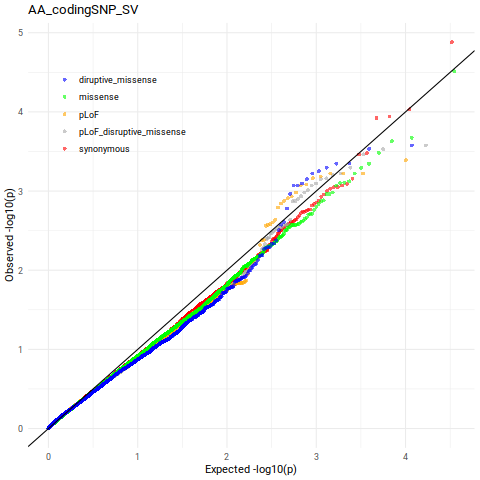 AA_codingSNP_SV
diruptive_missense
missense
pLoF
pLoF_disruptive_missense
synonymous
Observed -log10(p)
5
4
3
2
1
0
0 1 2 3 4
Expected -log10(p)